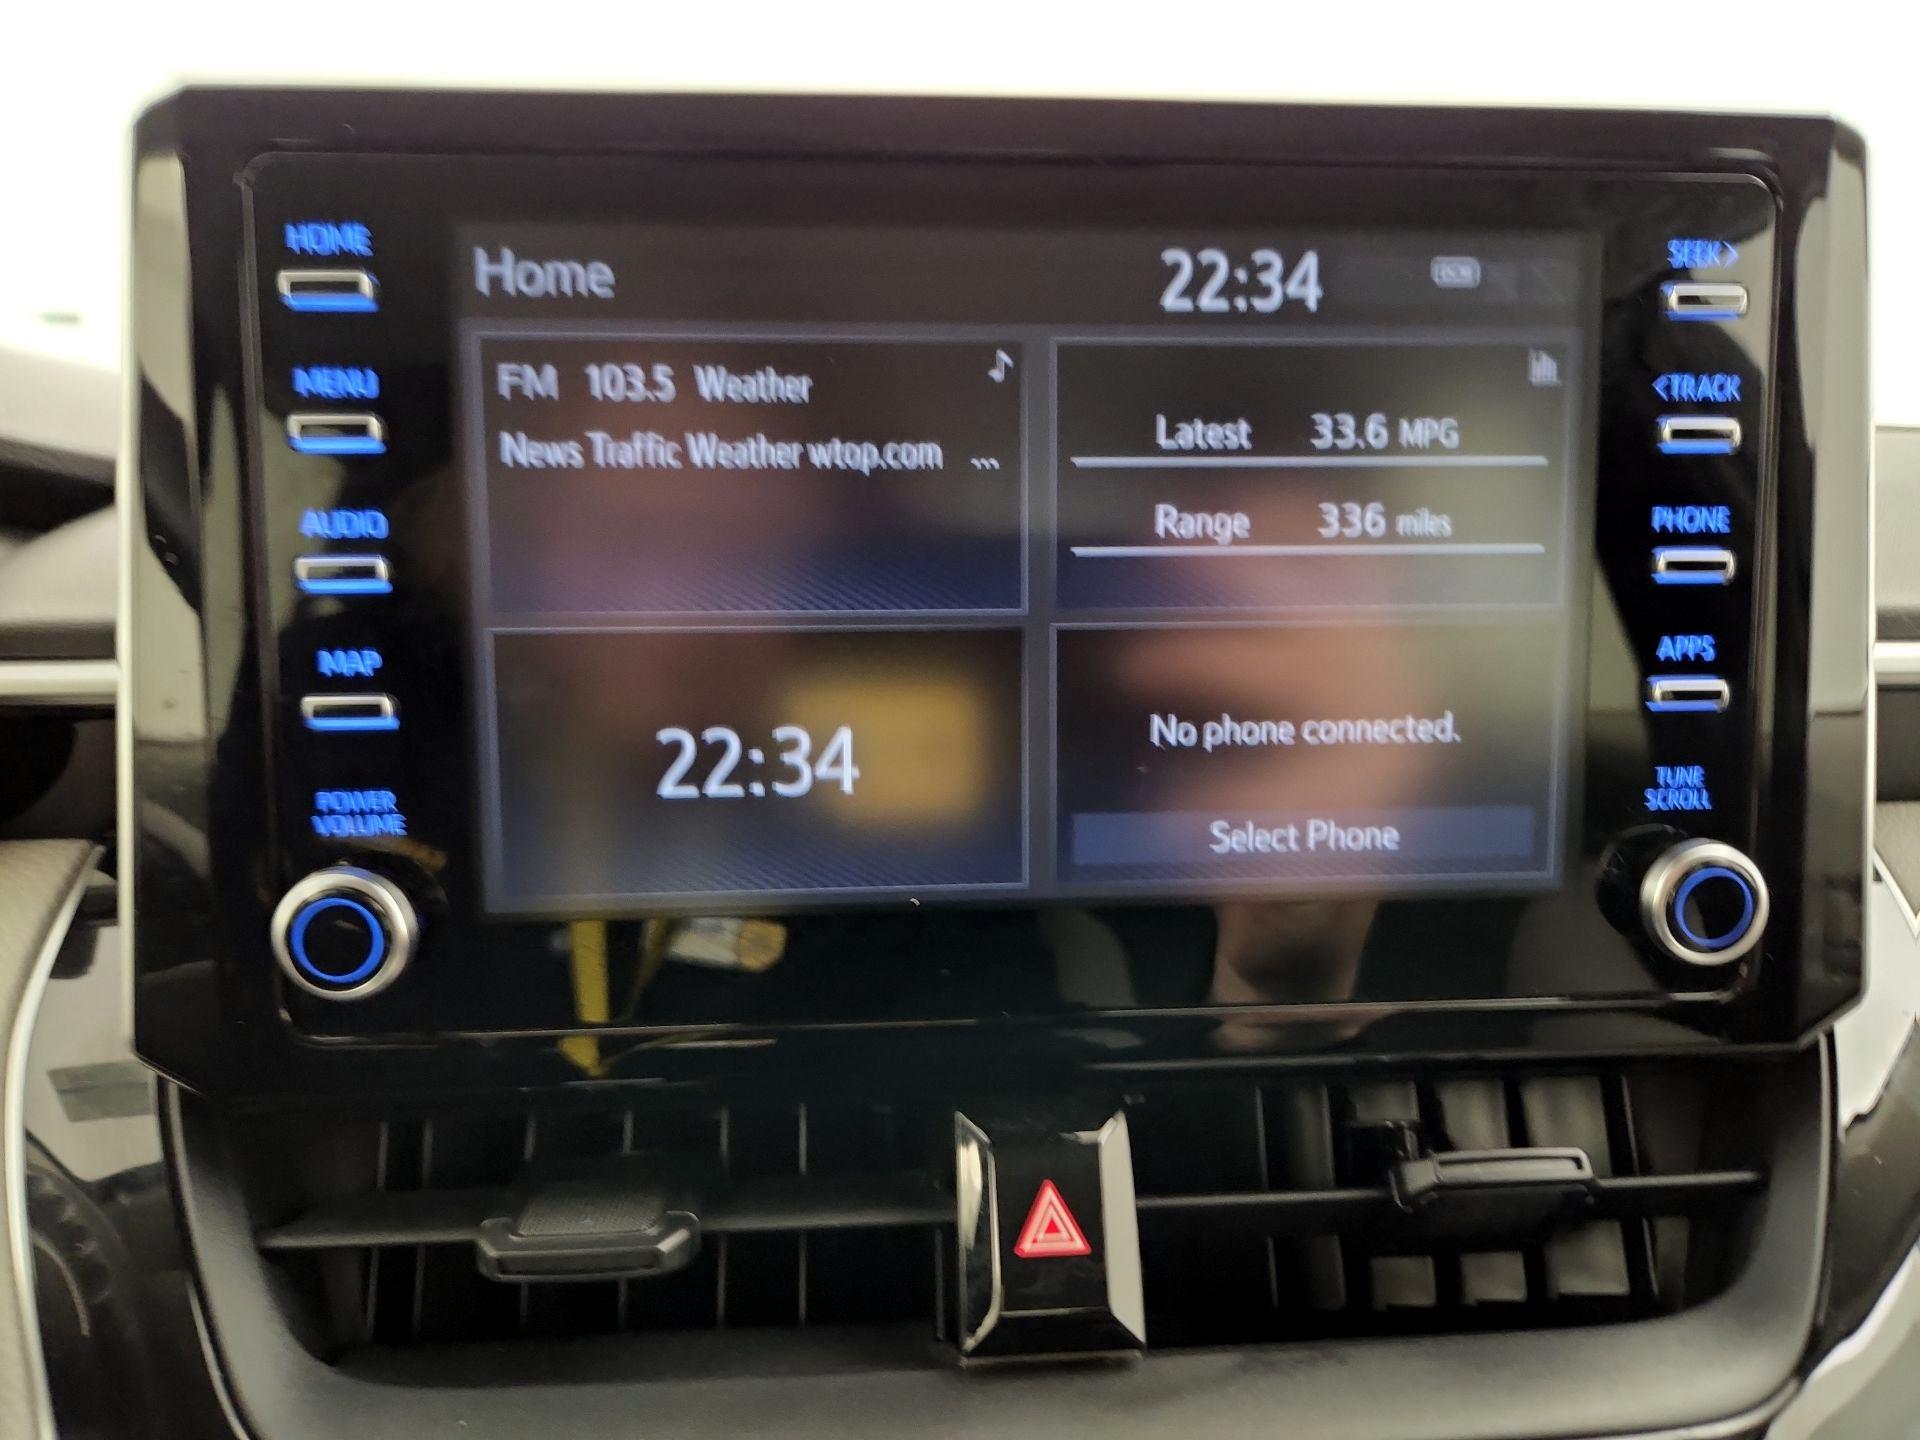 HOME
MENU
AUDIO
MAP
POWER
VOLUME
Home
22:34
DCM
FM 103.5 Weather
News Traffic Weather wtop.com ...
Latest 33.6 MPG
Range 336 miles
22:34
No phone connected.
Select Phone
SEEK>
<TRACK
PHONE
APPS
TUNE
SCROLL